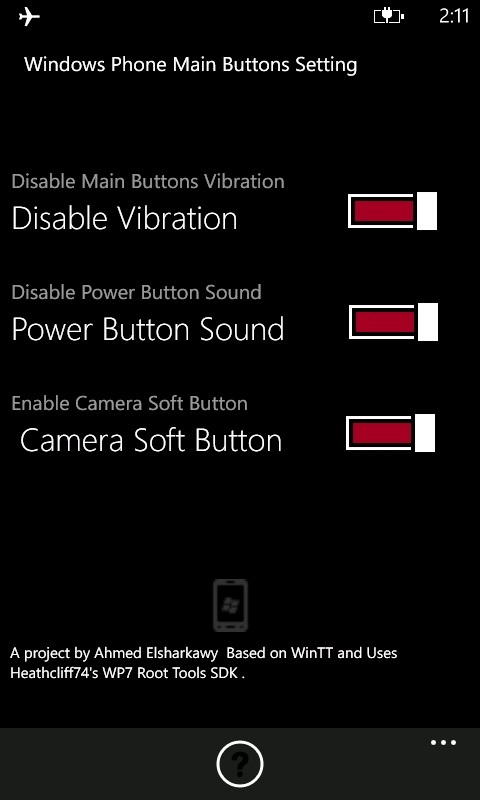 2:11
Windows Phone Main Buttons Setting
Disable Main Buttons Vibration
Disable Vibration
Disable Power Button Sound
Power Button Sound
Enable Camera Soft Button
Camera Soft Button
A project by Ahmed Elsharkawy  Based on WinTT and Uses
Heathcliff74's WP7 Root Tools SDK .
?